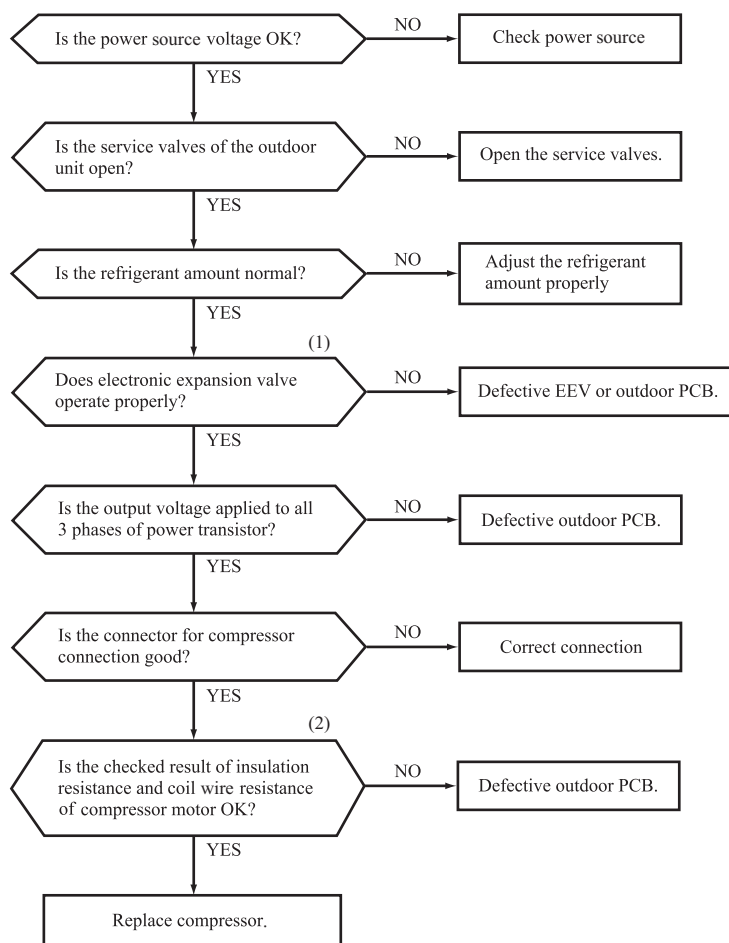 Is the power source voltage OK?
NO
Check power source
YES
Is the service valves of the outdoor
unit open?
NO
Open the service valves.
YES
Is the refrigerant amount normal?
NO
Adjust the refrigerant
amount properly
YES
(1)
Does electronic expansion valve
operate properly?
NO
Defective EEV or outdoor PCB.
YES
Is the output voltage applied to all
3 phases of power transistor?
NO
Defective outdoor PCB.
YES
Is the connector for compressor
connection good?
NO
Correct connection
YES
(2)
Is the checked result of insulation
resistance and coil wire resistance
of compressor motor OK?
NO
Defective outdoor PCB.
YES
Replace compressor.